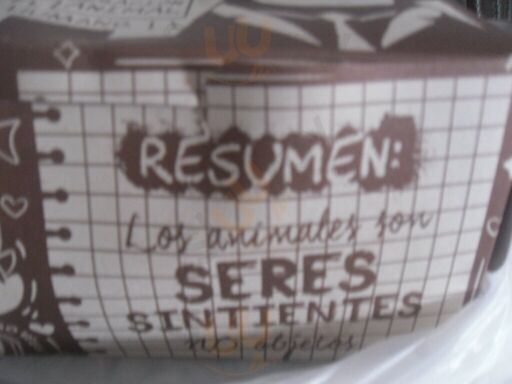 RESUMEN:
Los animales son
SERES
SINTIENTES
no objetos